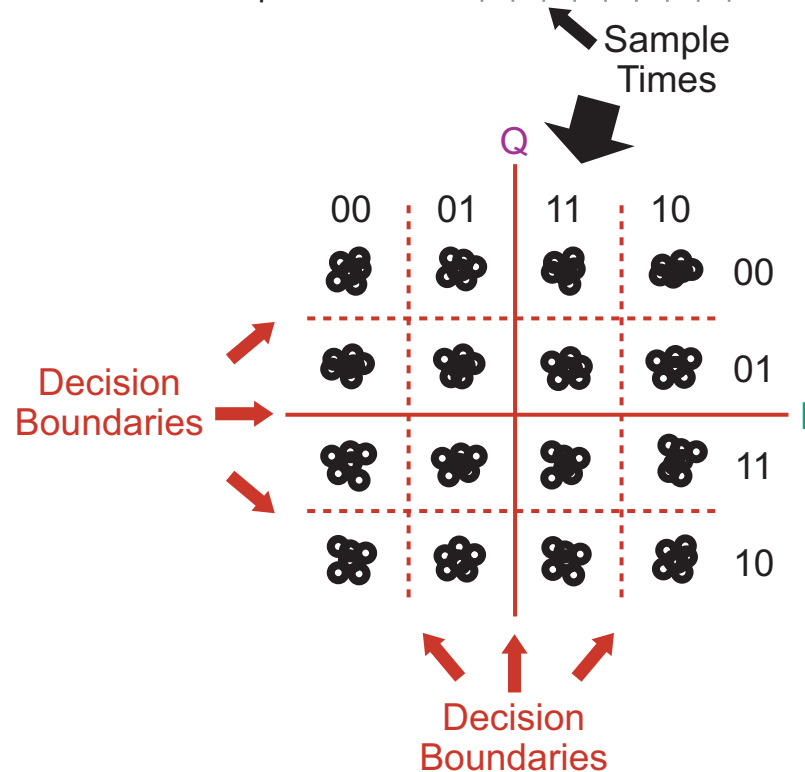 Sample
Times
Q
00 01 11 10
00
01
Decision
Boundaries
11
10
Decision
Boundaries